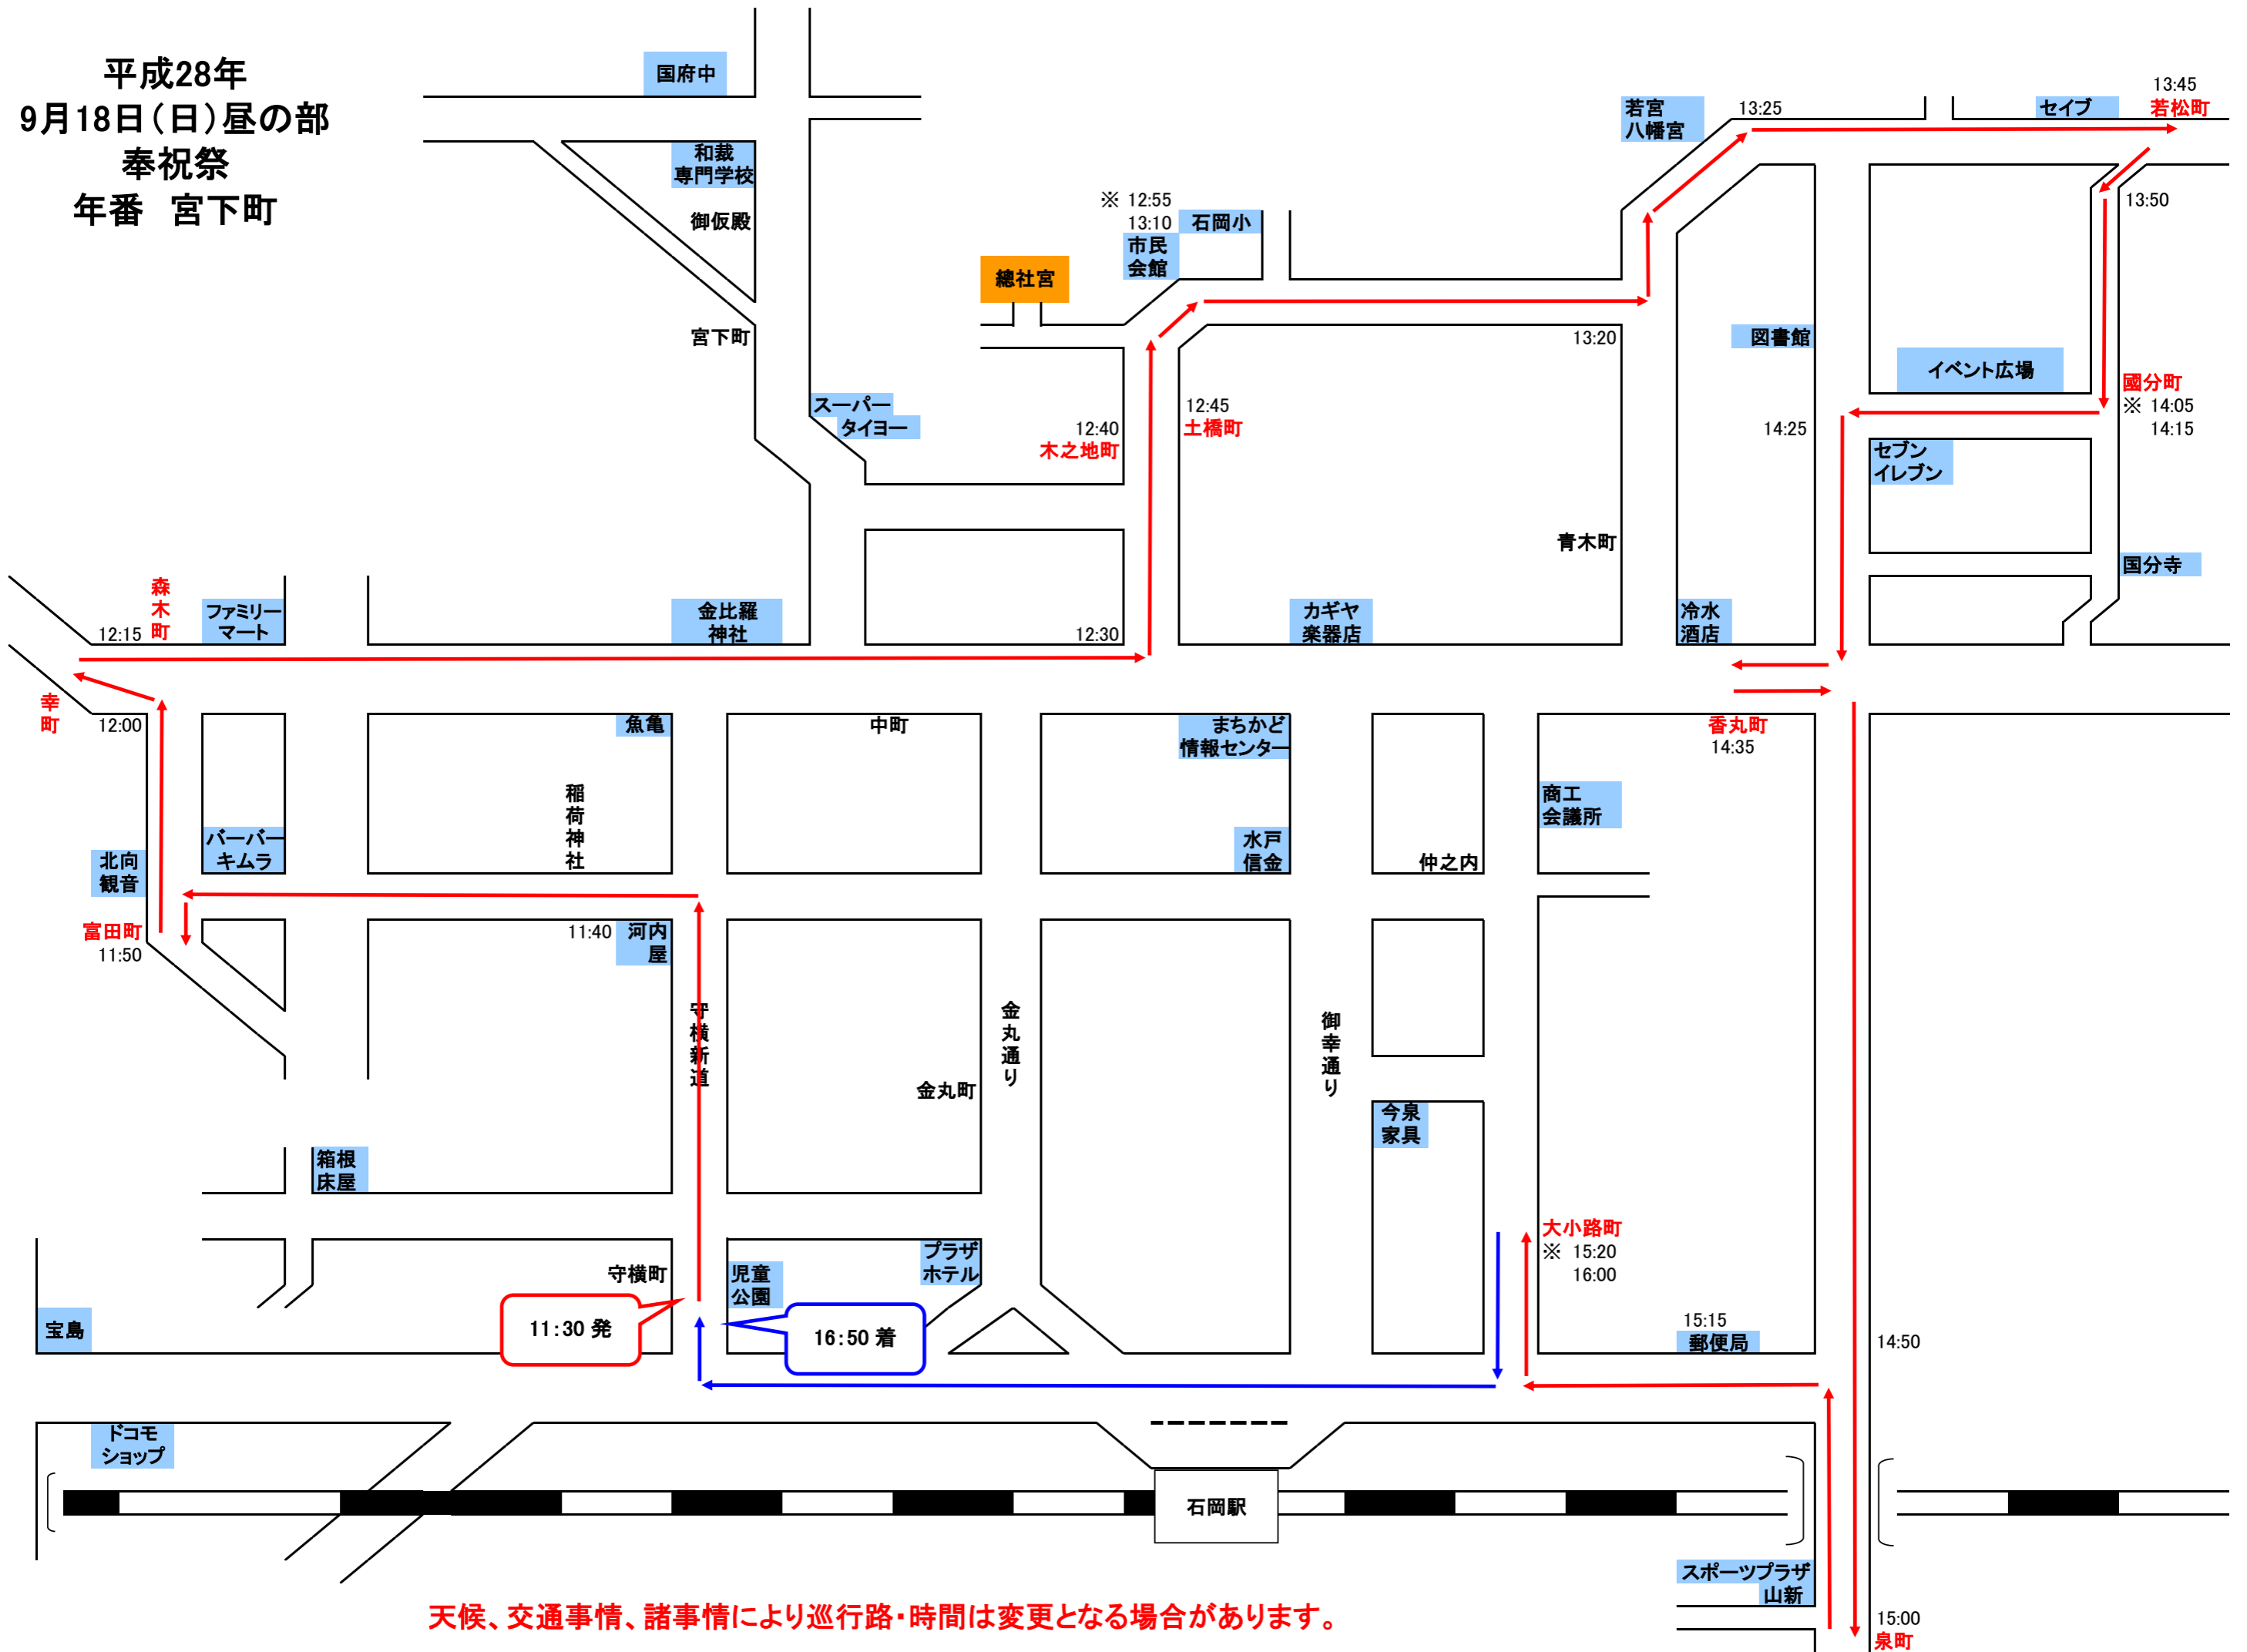 平成28年
9月18日(日)昼の部
奉祝祭
年番 宮下町
国府中
和裁
専門学校
御仮殿
宮下町
總社宮
スーパー
タイヨー
※ 12:55
13:10
石岡小
市民
会館
若宮
八幡宮
13:25
セイブ
13:45
若松町
13:50
13:20
図書館
イベント広場
國分町
※ 14:05
14:15
12:40
木之地町
12:45
土橋町
14:25
セブン
イレブン
青木町
国分寺
12:15
森木町
ファミリー
マート
金比羅
神社
12:30
カギヤ
楽器店
冷水
酒店
幸町
12:00
魚亀
中町
まちかど
情報センター
香丸町
14:35
稲荷神社
商工
会議所
バーバー
キムラ
北向
観音
水戸
信金
仲之内
富田町
11:50
11:40
河内
屋
守横新道
金丸通り
金丸町
御幸通り
今泉
家具
箱根
床屋
守横町
児童
公園
プラザ
ホテル
大小路町
※ 15:20
16:00
宝島
11:30 発
16:50 着
15:15
郵便局
14:50
ドコモ
ショップ
石岡駅
スポーツプラザ
山新
15:00
泉町
天候、交通事情、諸事情により巡行路・時間は変更となる場合があります。